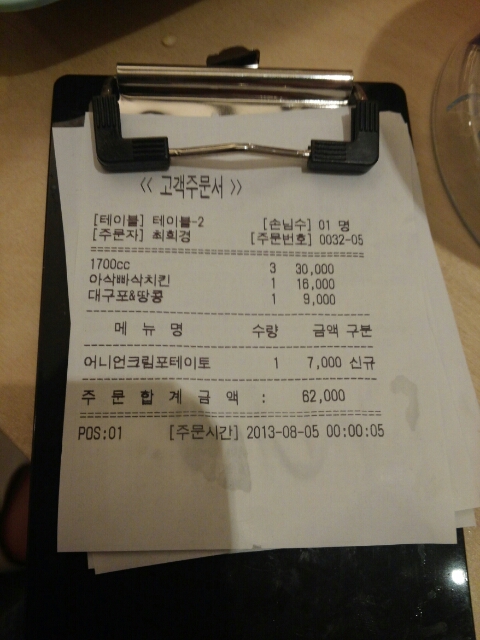 << 고객주문서 >>
[테이블] 테이블-2 [손님수] 01 명
[주문자] 최희경 [주문번호] 0032-05
1700cc 3 30,000
아삭빠삭치킨 1 16,000
대구포&땅콩 1 9,000
메 뉴 명 수량 금액 구분
어니언크림포테이토 1 7,000 신규
주 문 합 계 금 액 : 62,000
POS:01 [주문시간] 2013-08-05 00:00:05